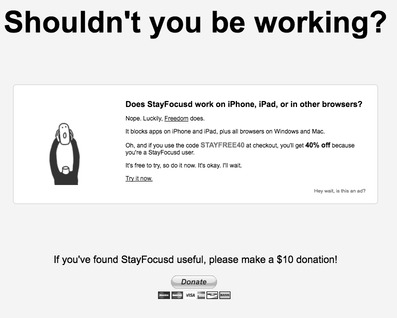 Shouldn't you be working?
Does StayFocusd work on iPhone, iPad, or in other browsers?
Nope. Luckily, Freedom does.
It blocks apps on iPhone and iPad, plus all browsers on Windows and Mac.
Oh, and if you use the code STAYFREE40 at checkout, you'll get 40% off because
you're a StayFocusd user.
It's free to try, so do it now. It's okay. I'll wait.
Try it now.
Hey wait, is this an ad?
If you've found StayFocusd useful, please make a $10 donation!
Donate
VISA